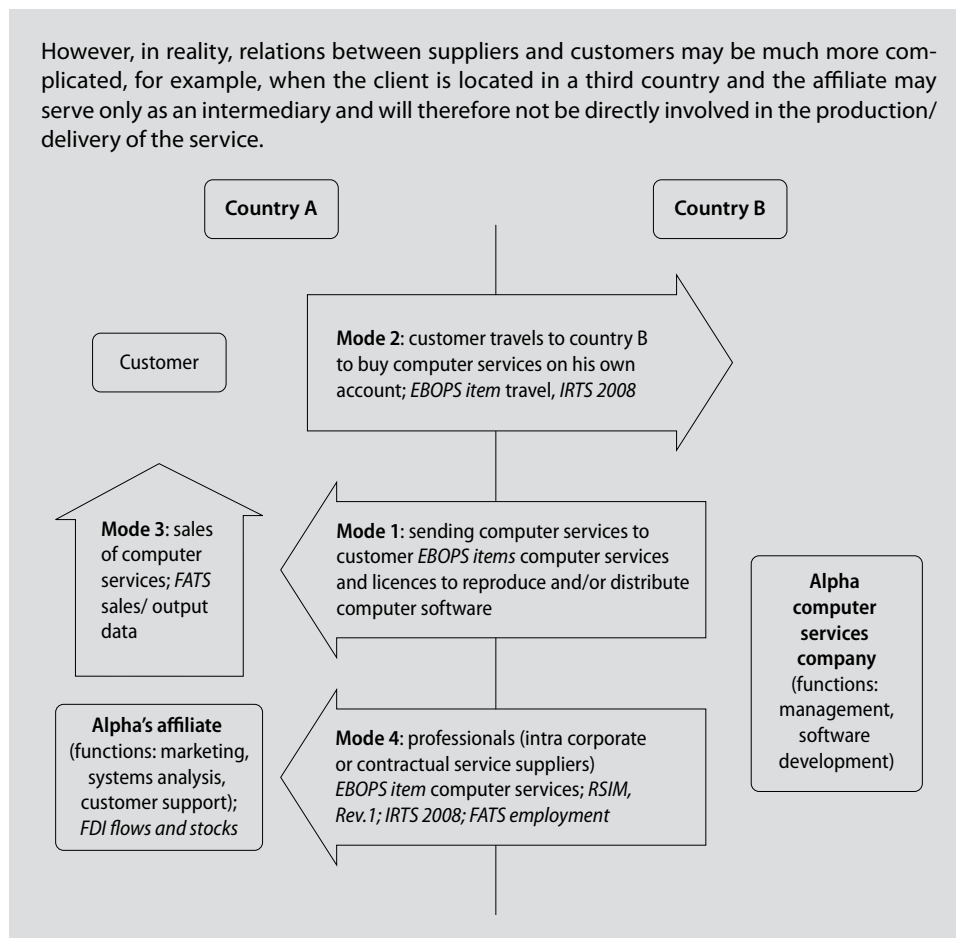 However, in reality, relations between suppliers and customers may be much more com-
plicated, for example, when the client is located in a third country and the affiliate may
serve only as an intermediary and will therefore not be directly involved in the production/
delivery of the service.
Country A
Country B
Mode 2: customer travels to country B
to buy computer services on his own
account; EBOPS item travel, IRTS 2008
Customer
Mode 3: sales
of computer
services; FATS
sales/ output
data
Mode 1: sending computer services to
customer EBOPS items computer services
and licences to reproduce and/or distribute
computer software
Alpha
computer
services
company
(functions:
management,
software
development)
Alpha's affiliate
(functions: marketing,
systems analysis,
customer support);
FDI flows and stocks
Mode 4: professionals (intra corporate
or contractual service suppliers)
EBOPS item computer services; RSIM,
Rev.1; IRTS 2008; FATS employment